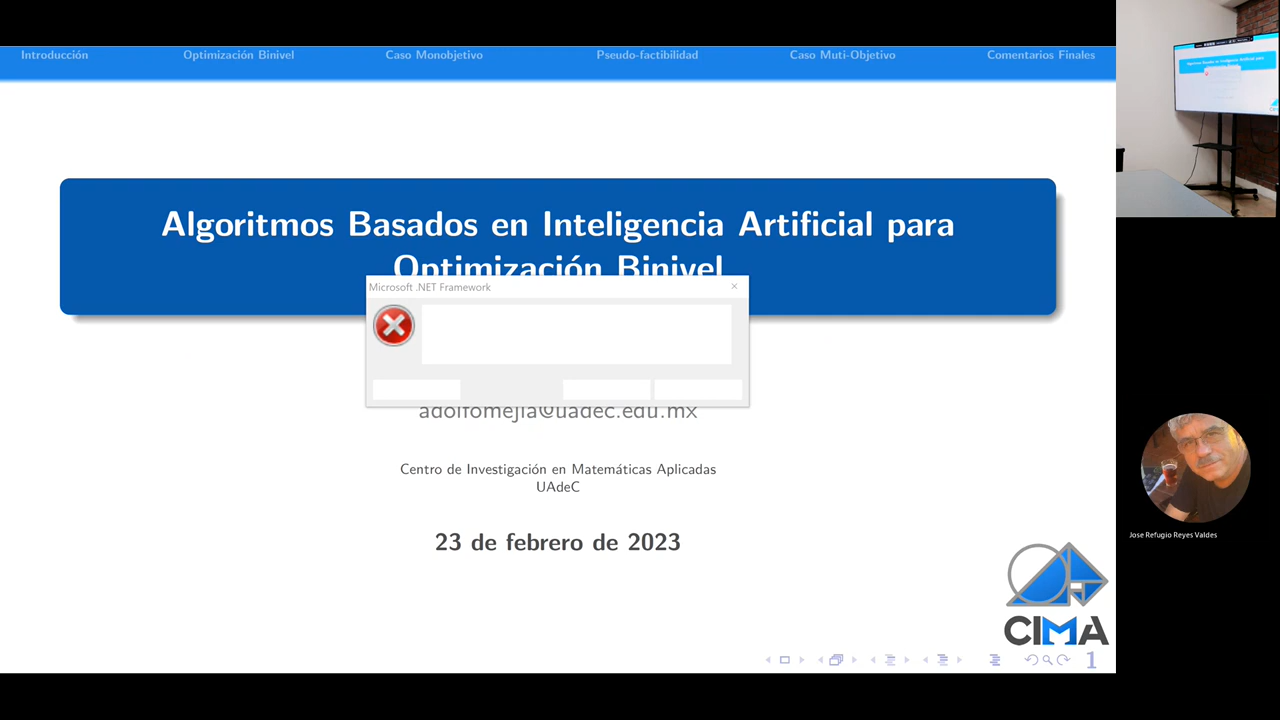 Introducción Optimización Binivel Caso Monobjetivo Pseudo-factibilidad Caso Muti-Objetivo Comentarios Finales
Algoritmos Basados en Inteligencia Artificial para
Optimización Binivel
Microsoft .NET Framework
adolfomejia@uadec.edu.mx
Centro de Investigación en Matemáticas Aplicadas
UAdeC
23 de febrero de 2023
CIMA
1
Jose Refugio Reyes Valdes